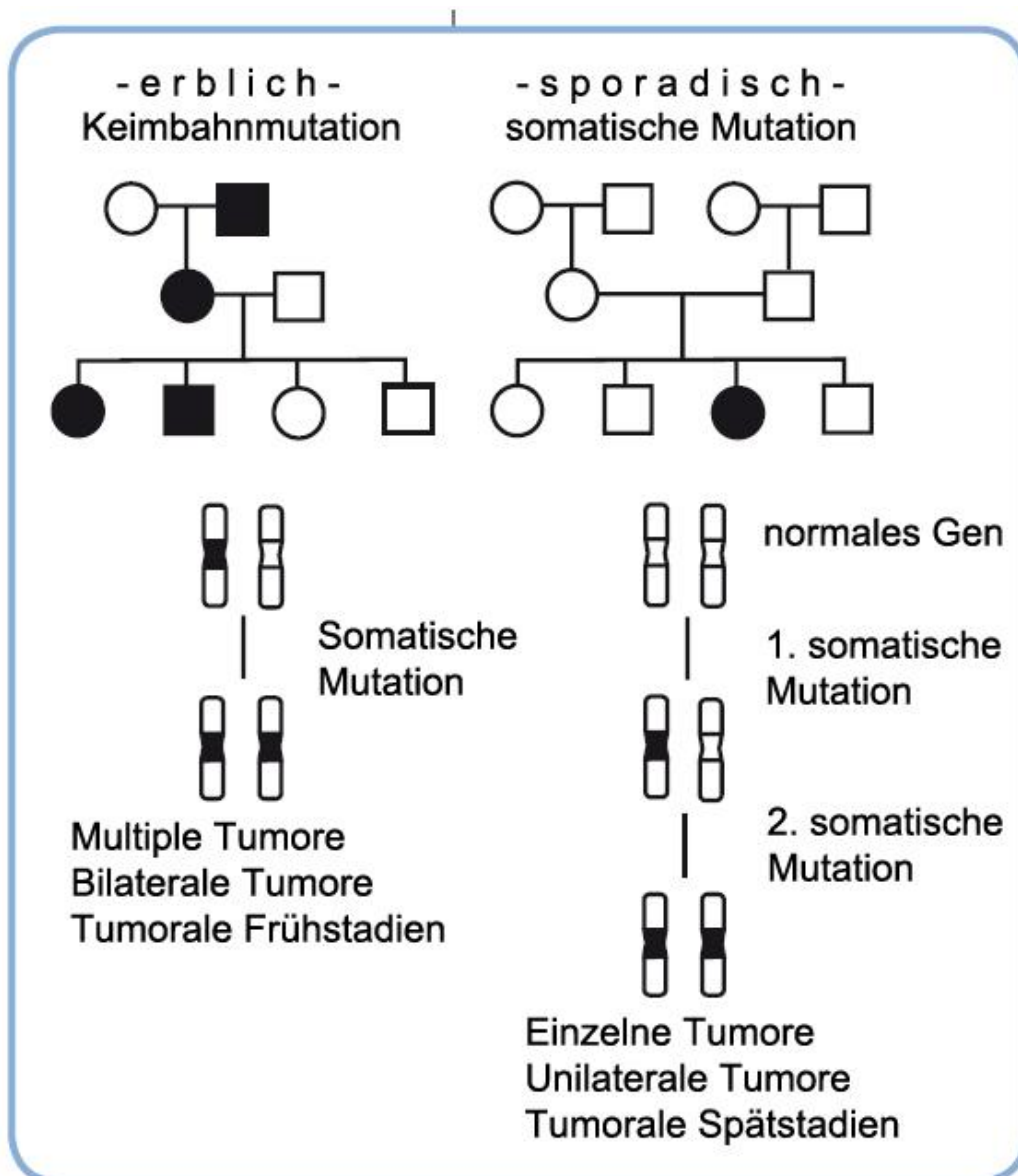 - e r b l i c h -
Keimbahnmutation
- s p o r a d i s c h -
somatische Mutation
Somatische
Mutation
Multiple Tumore
Bilaterale Tumore
Tumorale Frühstadien
normales Gen
1. somatische
Mutation
2. somatische
Mutation
Einzelne Tumore
Unilaterale Tumore
Tumorale Spätstadien